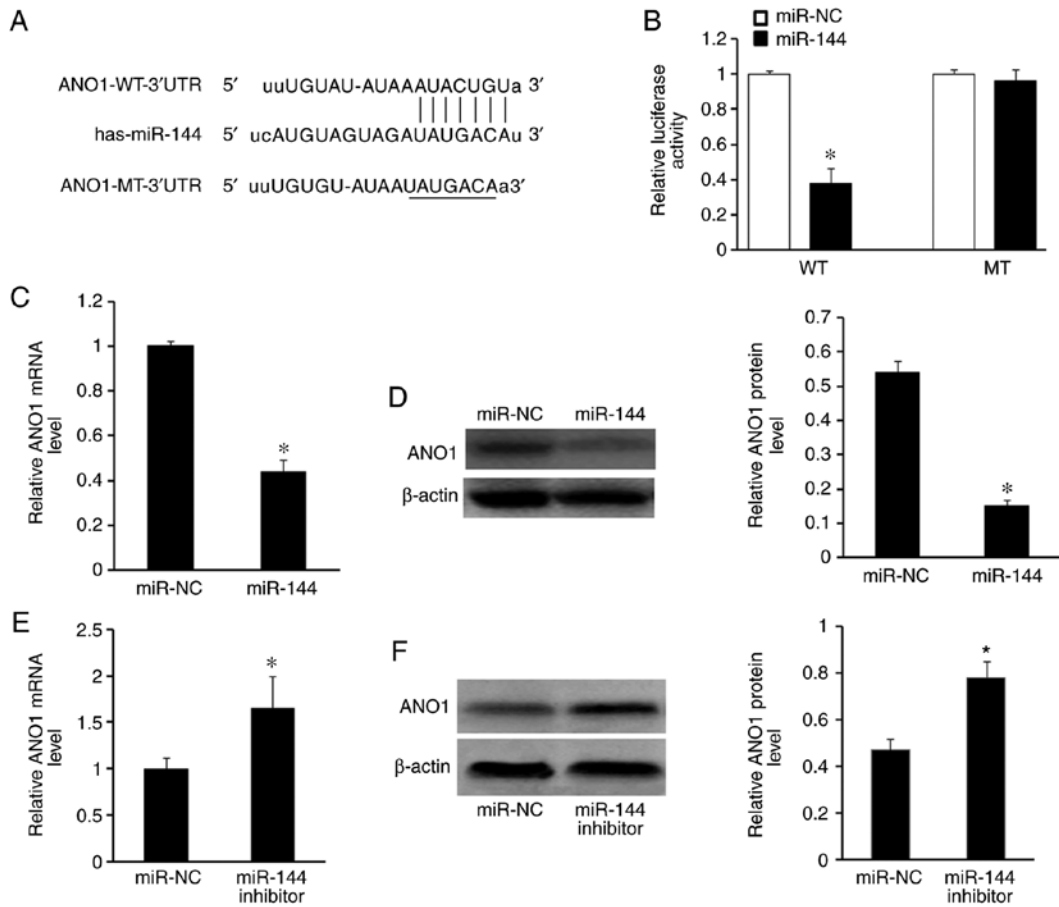 A
ANO1-WT-3′UTR 5′ uuUGUAU-AUAAAUACUGUa 3′
has-miR-144 5′ ucAUGUAGUAGAUAUGACAu 3′
ANO1-MT-3′UTR 5′ uuUGUGU-AUAAUAUGACAa3′
B
miR-NC
miR-144
Relative luciferase activity
1.2
1
0.8
0.6
0.4
0.2
0
*
WT MT
C
Relative ANO1 mRNA level
1.2
1
0.8
0.6
0.4
0.2
0
*
miR-NC miR-144
D
miR-NC miR-144
ANO1
β-actin
Relative ANO1 protein level
0.7
0.6
0.5
0.4
0.3
0.2
0.1
0
*
miR-NC miR-144
E
Relative ANO1 mRNA level
2.5
2
1.5
1
0.5
0
*
miR-NC miR-144
inhibitor
F
ANO1
β-actin
miR-NC miR-144
inhibitor
Relative ANO1 protein level
1
0.8
0.6
0.4
0.2
0
*
miR-NC miR-144
inhibitor